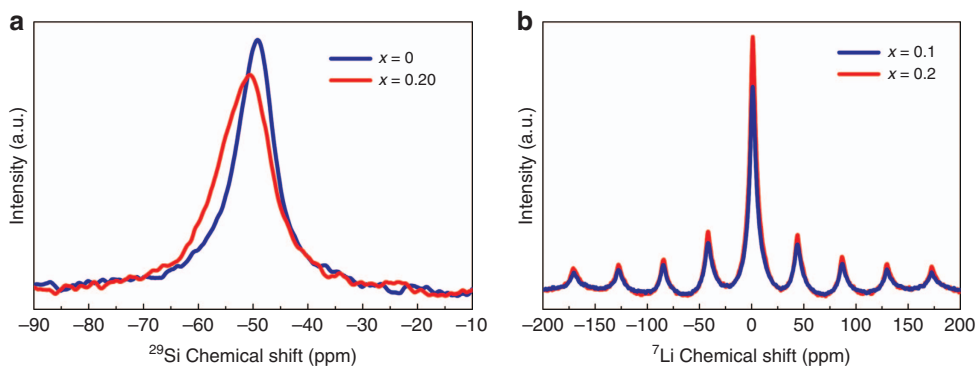 a
x = 0
x = 0.20
Intensity (a.u.)
−90 −80 −70 −60 −50 −40 −30 −20 −10
²⁹Si Chemical shift (ppm)
b
x = 0.1
x = 0.2
Intensity (a.u.)
−200 −150 −100 −50 0 50 100 150 200
⁷Li Chemical shift (ppm)